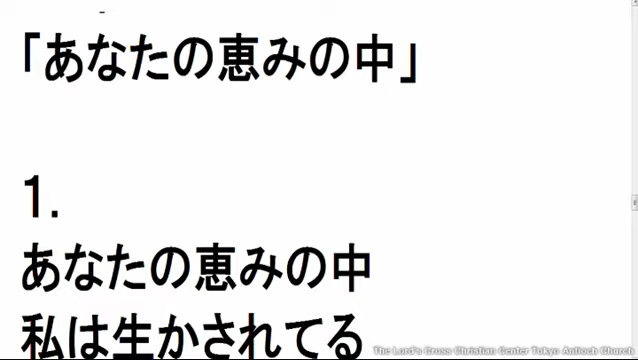 「あなたの恵みの中」
1.
あなたの恵みの中
私は生かされてる
The Lord's Cross Christian Center Tokyo Antioch Church